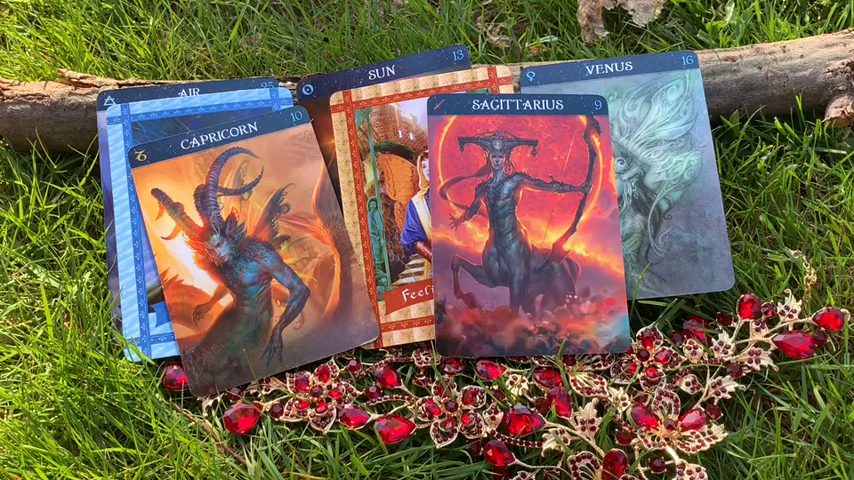 AIR
SUN
13
VENUS
16
CAPRICORN
10
SAGITTARIUS
9